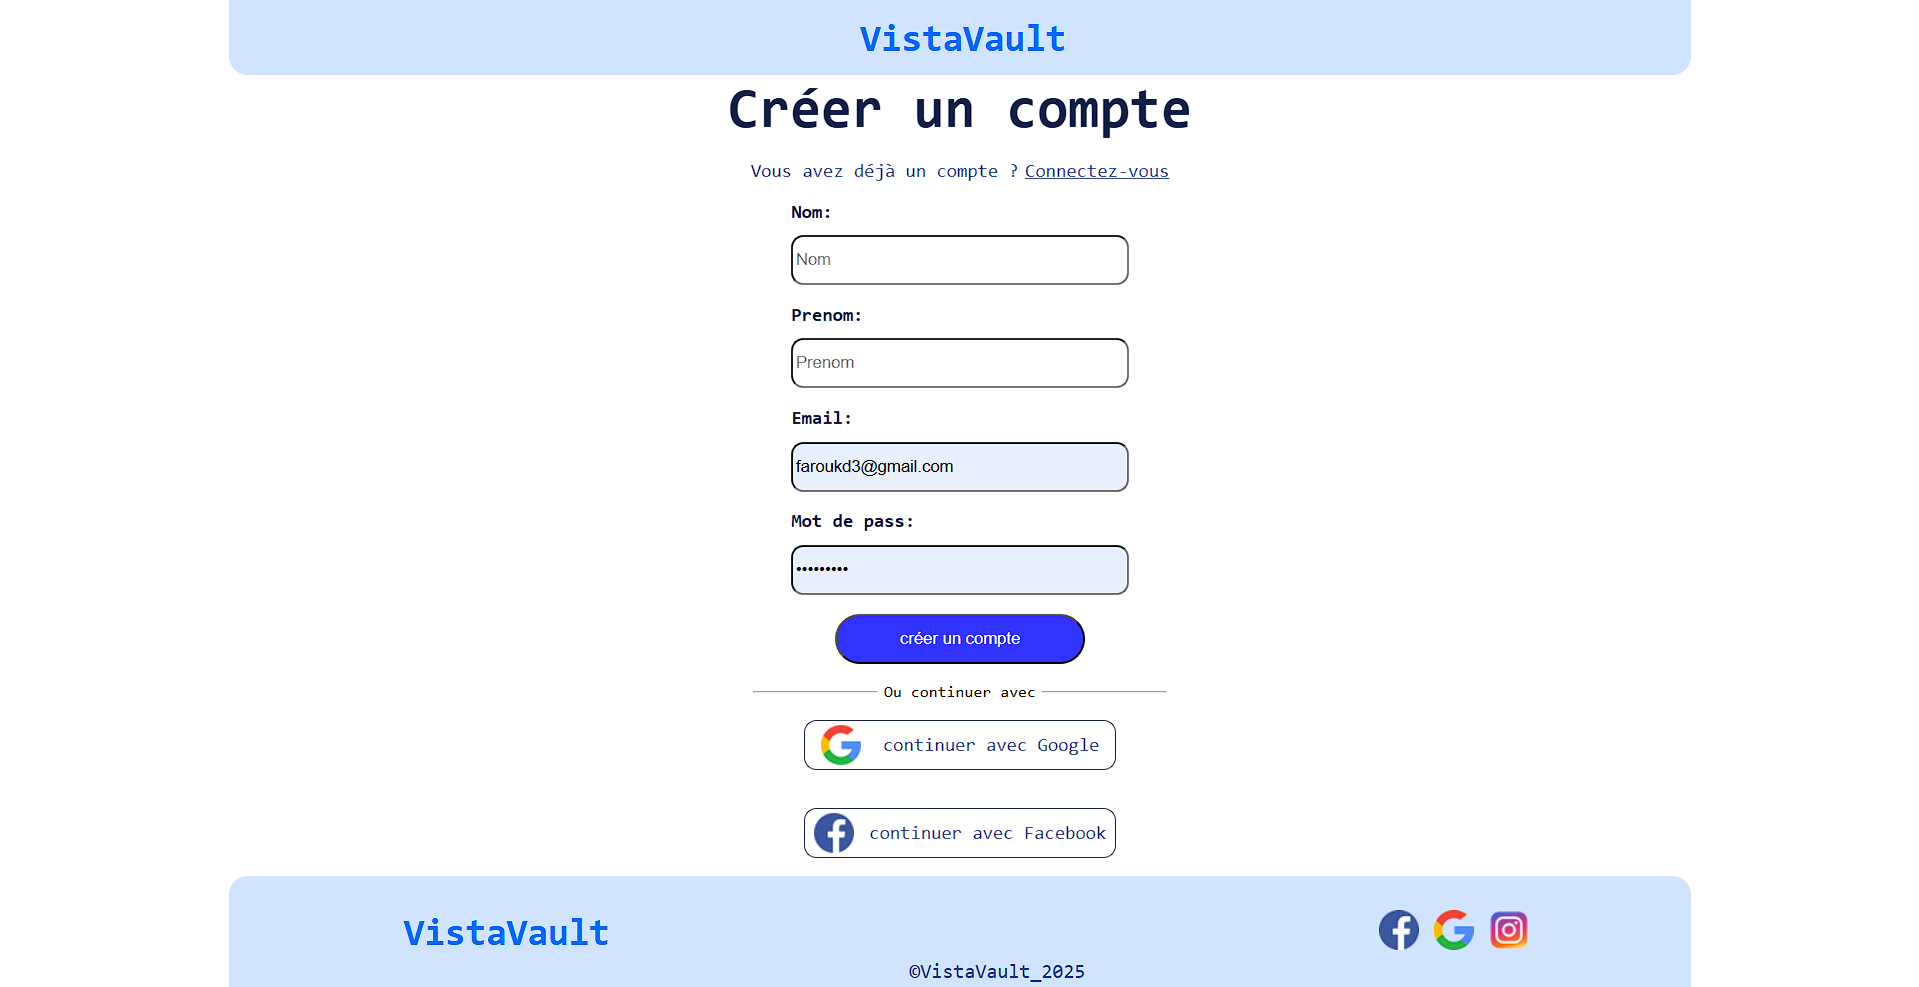 VistaVault
Créer un compte
Vous avez déjà un compte ? Connectez-vous
Nom:
Nom
Prenom:
Prenom
Email:
faroukd3@gmail.com
Mot de pass:
•••••••••
créer un compte
Ou continuer avec
continuer avec Google
continuer avec Facebook
VistaVault
©VistaVault_2025